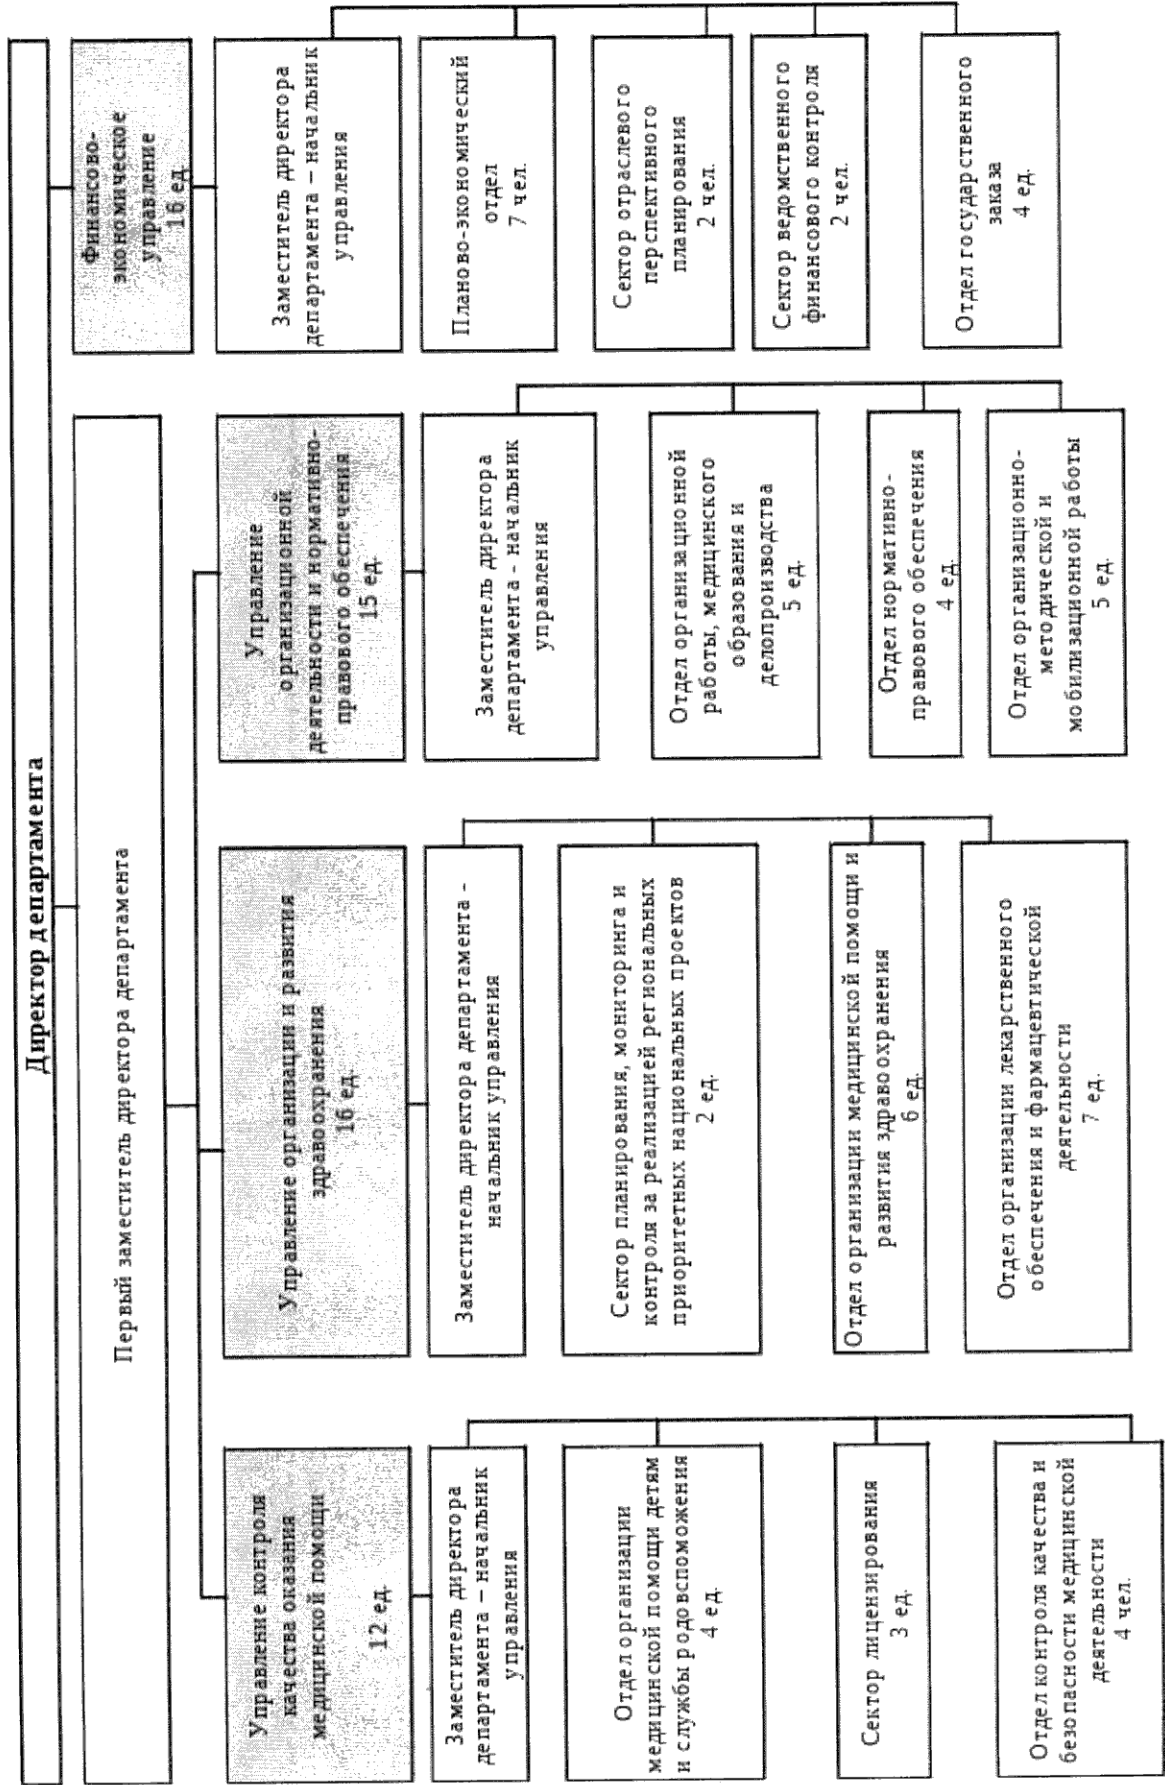 Директор департамента
Первый заместитель директора департамента
Управление контроля
качества оказания
медицинской помощи
12 ед.
Заместитель директора
департамента – начальник
управления
Отдел организации
медицинской помощи детям
и службы родовспоможения
4 ед.
Сектор лицензирования
3 ед.
Отдел контроля качества и
безопасности медицинской
деятельности
4 чел.
Управление организации и развития
здравоохранения
16 ед.
Заместитель директора департамента -
начальник управления
Сектор планирования, мониторинга и
контроля за реализацией региональных
приоритетных национальных проектов
2 ед.
Отдел организации медицинской помощи и
развития здравоохранения
6 ед.
Отдел организации лекарственного
обеспечения и фармацевтической
деятельности
7 ед.
Управление
организационной
деятельности и нормативно-
правового обеспечения
15 ед.
Заместитель директора
департамента - начальник
управления
Отдел организационной
работы, медицинского
образования и
делопроизводства
5 ед.
Отдел нормативно-
правового обеспечения
4 ед.
Отдел организационно-
методической и
мобилизационной работы
5 ед.
Финансово-
экономическое
управление
16 ед.
Заместитель директора
департамента – начальник
управления
Планово-экономический
отдел
7 чел.
Сектор отраслевого
перспективного
планирования
2 чел.
Сектор ведомственного
финансового контроля
2 чел.
Отдел государственного
заказа
4 ед.